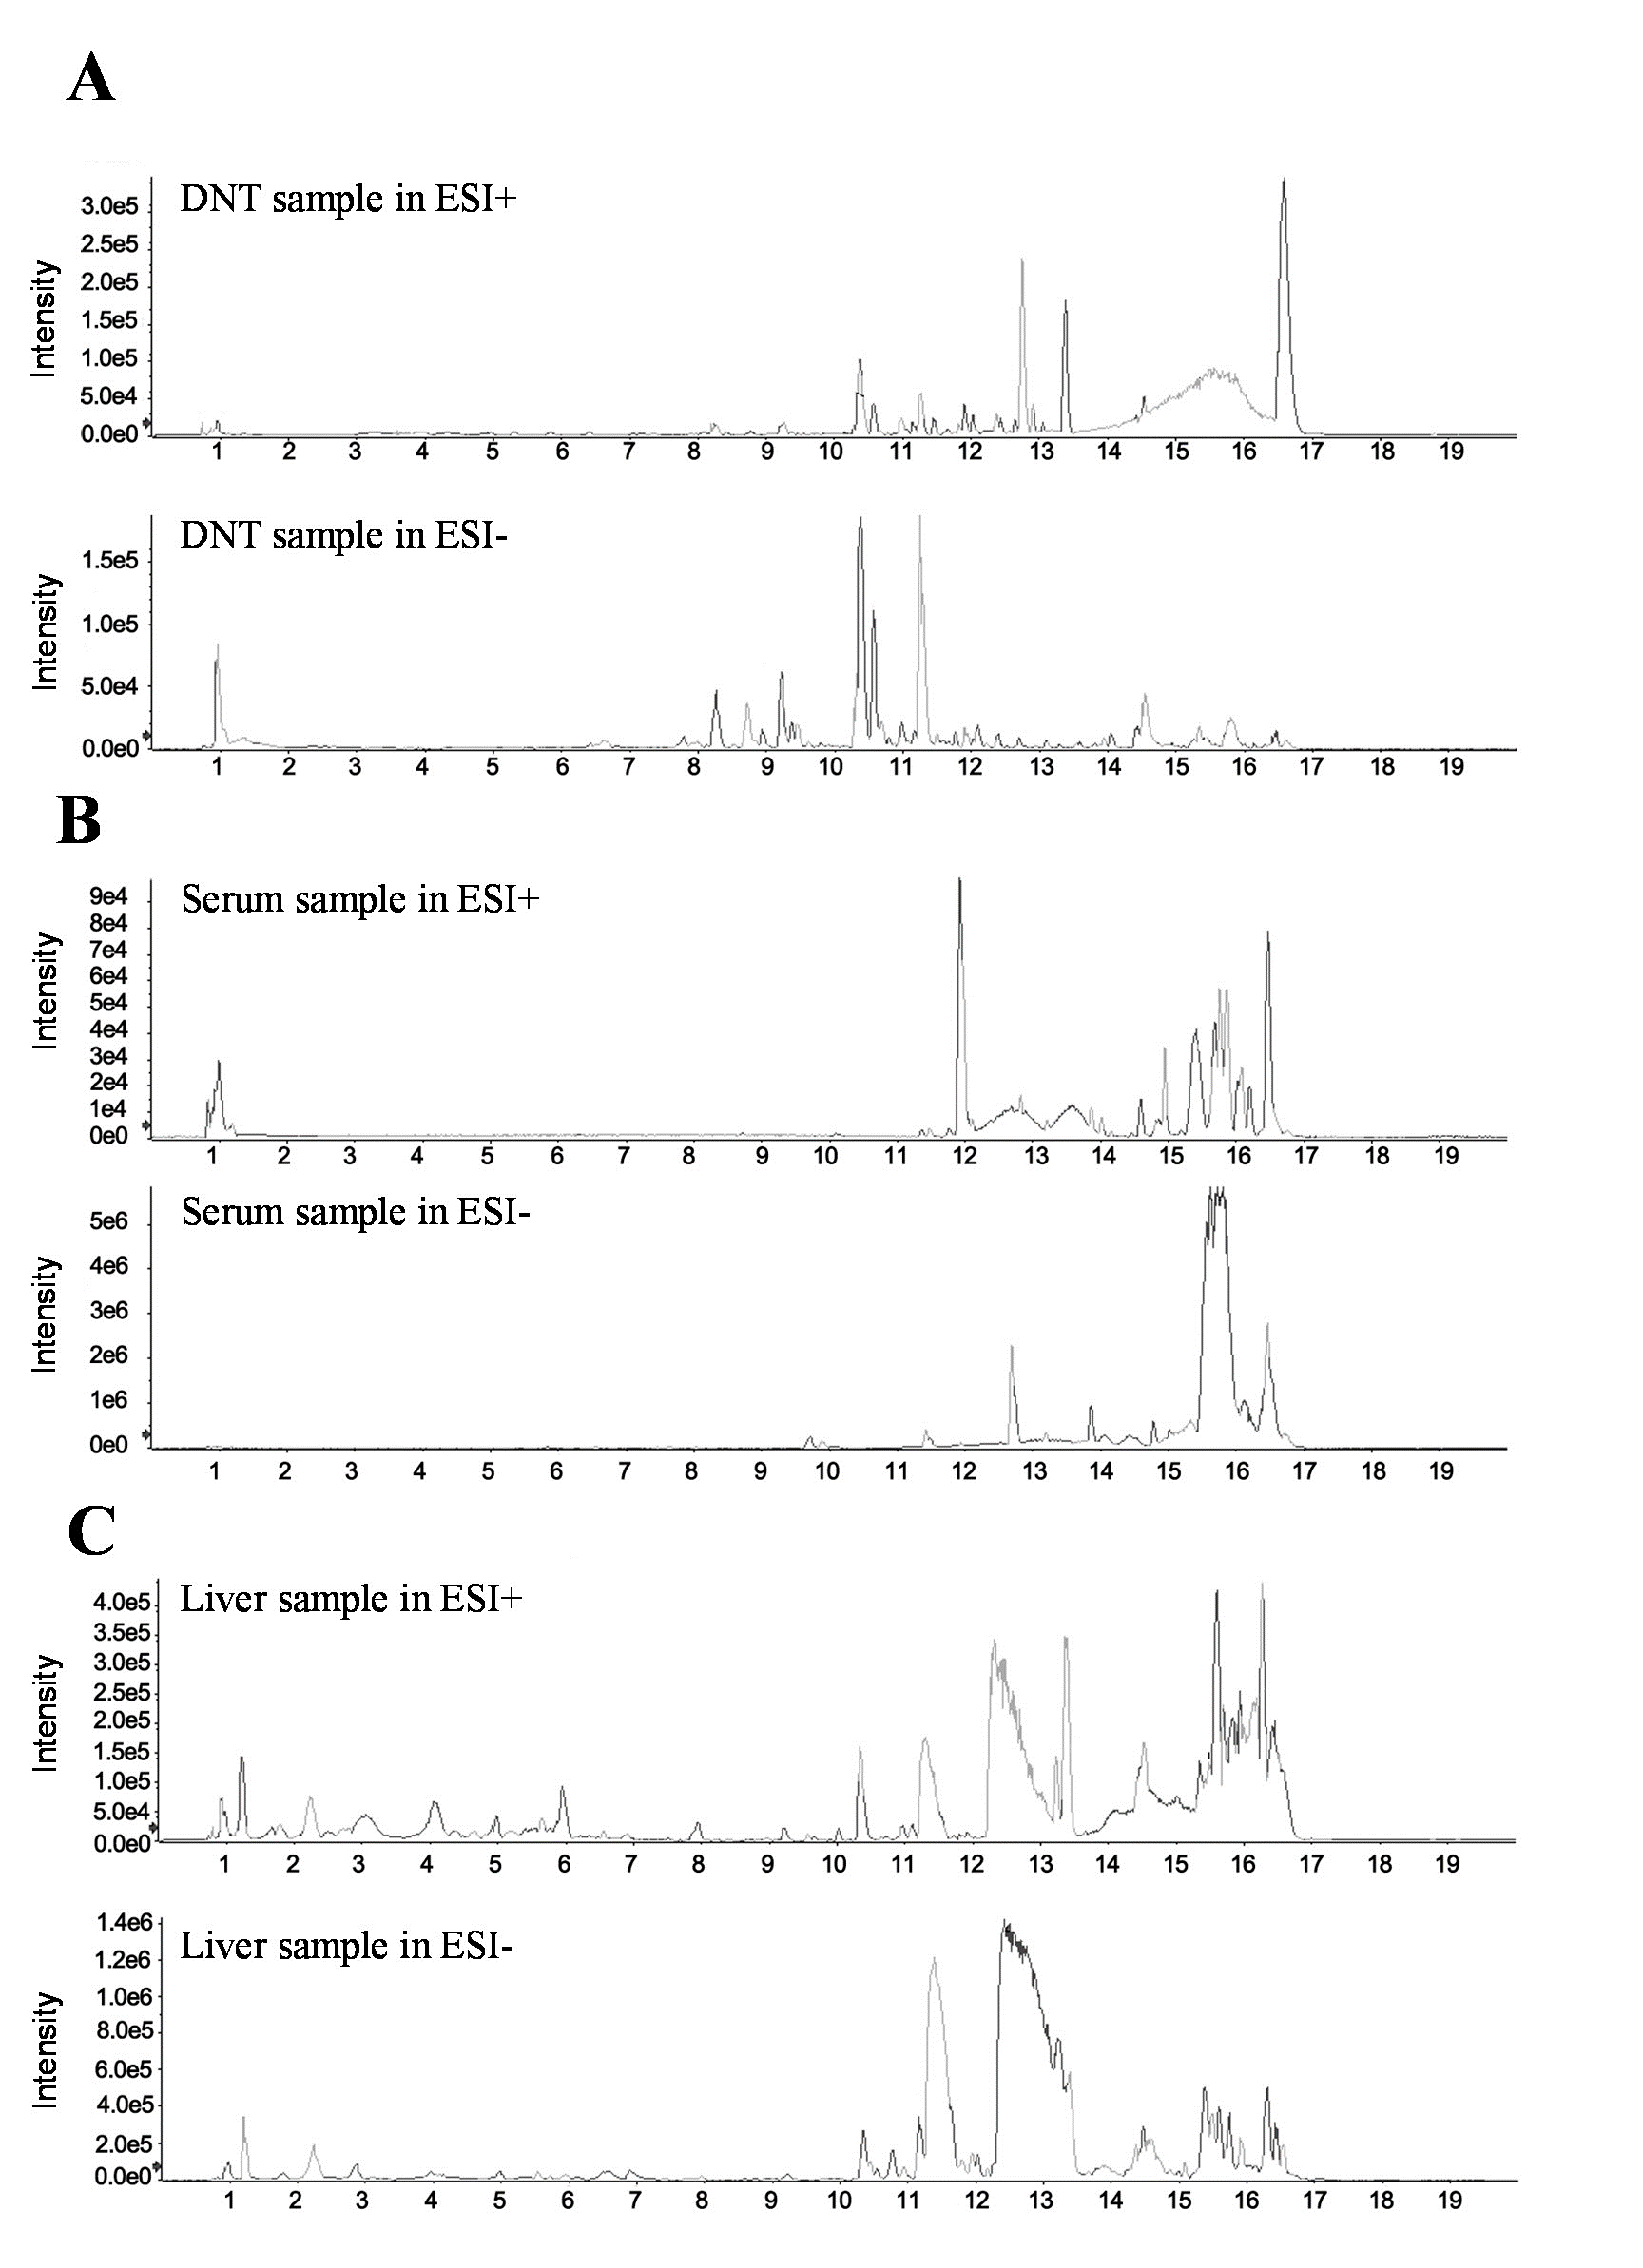 A
DNT sample in ESI+
Intensity
3.0e5
2.5e5
2.0e5
1.5e5
1.0e5
5.0e4
0.0e0
1 2 3 4 5 6 7 8 9 10 11 12 13 14 15 16 17 18 19
DNT sample in ESI-
Intensity
1.5e5
1.0e5
5.0e4
0.0e0
1 2 3 4 5 6 7 8 9 10 11 12 13 14 15 16 17 18 19
B
Serum sample in ESI+
Intensity
9e4
8e4
7e4
6e4
5e4
4e4
3e4
2e4
1e4
0e0
1 2 3 4 5 6 7 8 9 10 11 12 13 14 15 16 17 18 19
Serum sample in ESI-
Intensity
5e6
4e6
3e6
2e6
1e6
0e0
1 2 3 4 5 6 7 8 9 10 11 12 13 14 15 16 17 18 19
C
Liver sample in ESI+
Intensity
4.0e5
3.5e5
3.0e5
2.5e5
2.0e5
1.5e5
1.0e5
5.0e4
0.0e0
1 2 3 4 5 6 7 8 9 10 11 12 13 14 15 16 17 18 19
Liver sample in ESI-
Intensity
1.4e6
1.2e6
1.0e6
8.0e5
6.0e5
4.0e5
2.0e5
0.0e0
1 2 3 4 5 6 7 8 9 10 11 12 13 14 15 16 17 18 19